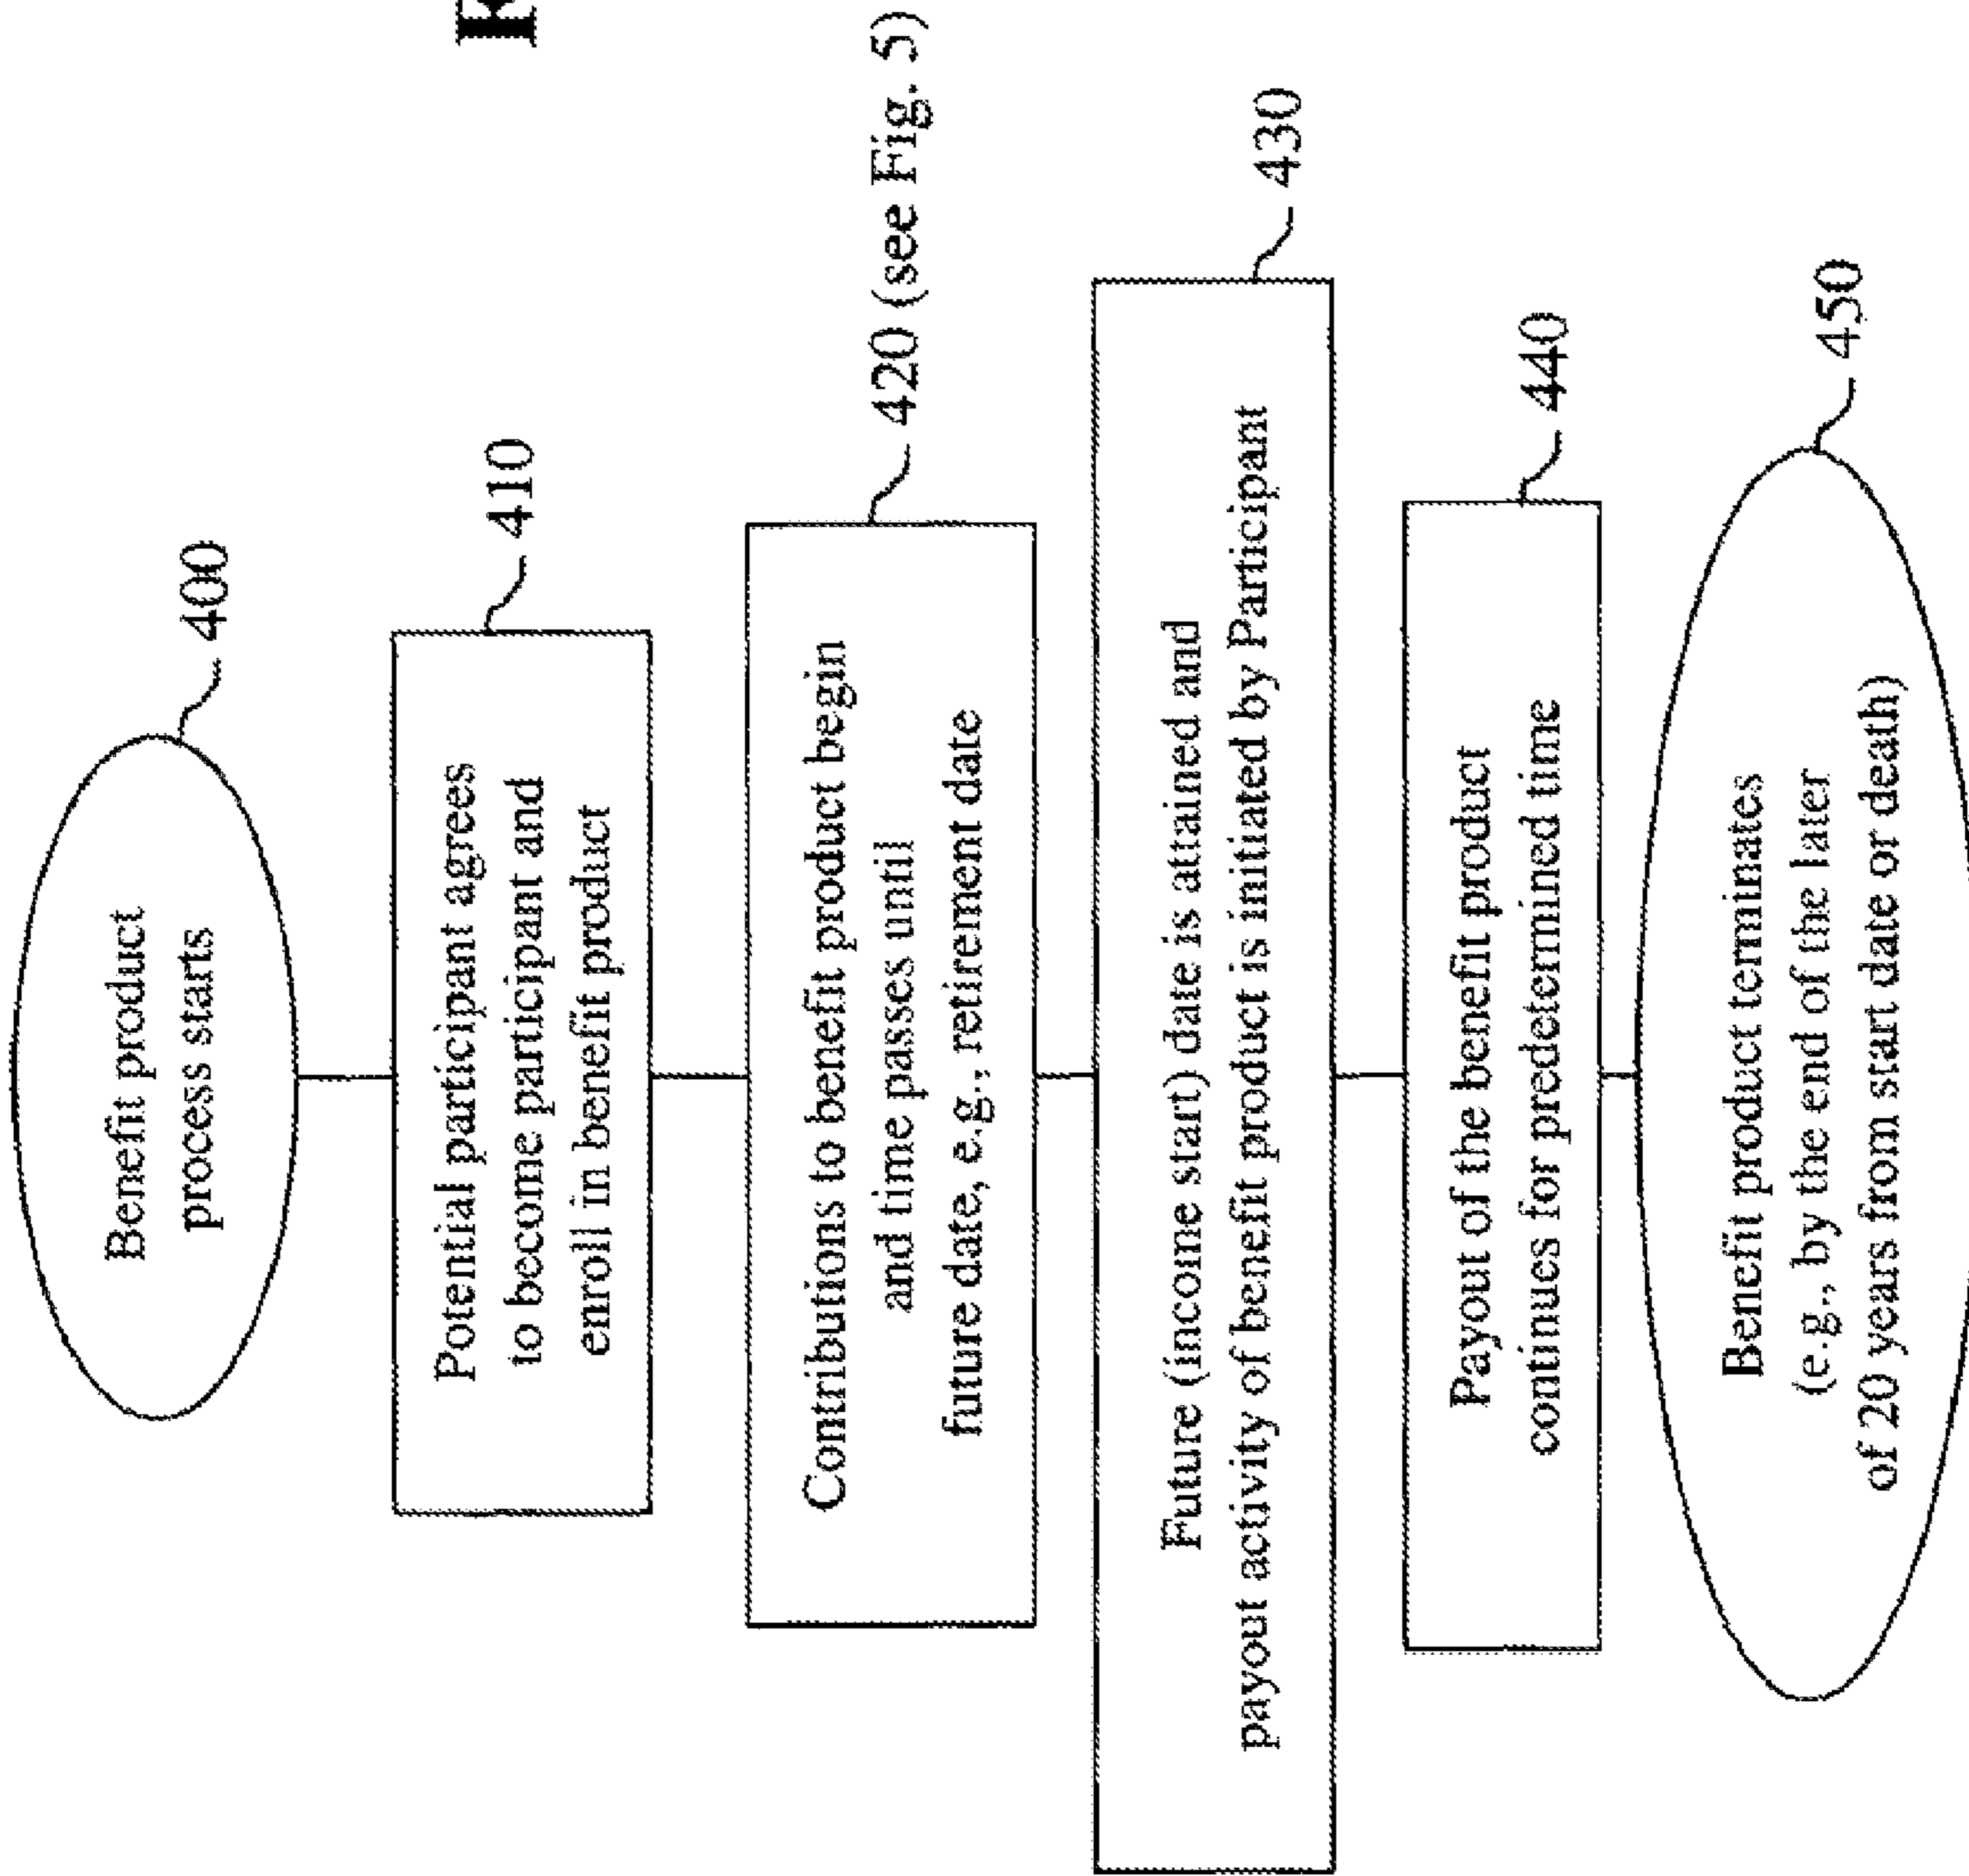 Benefit product
process starts
400
Potential participant agrees
to become participant and
enroll in benefit product
410
Contributions to benefit product begin
and time passes until
future date, e.g., retirement date
420 (see Fig. 5)
Future (income start) date is attained and
payout activity of benefit product is initiated by Participant
430
Payout of the benefit product
continues for predetermined time
440
Benefit product terminates
(e.g., by the end of the later
of 20 years from start date or death)
450